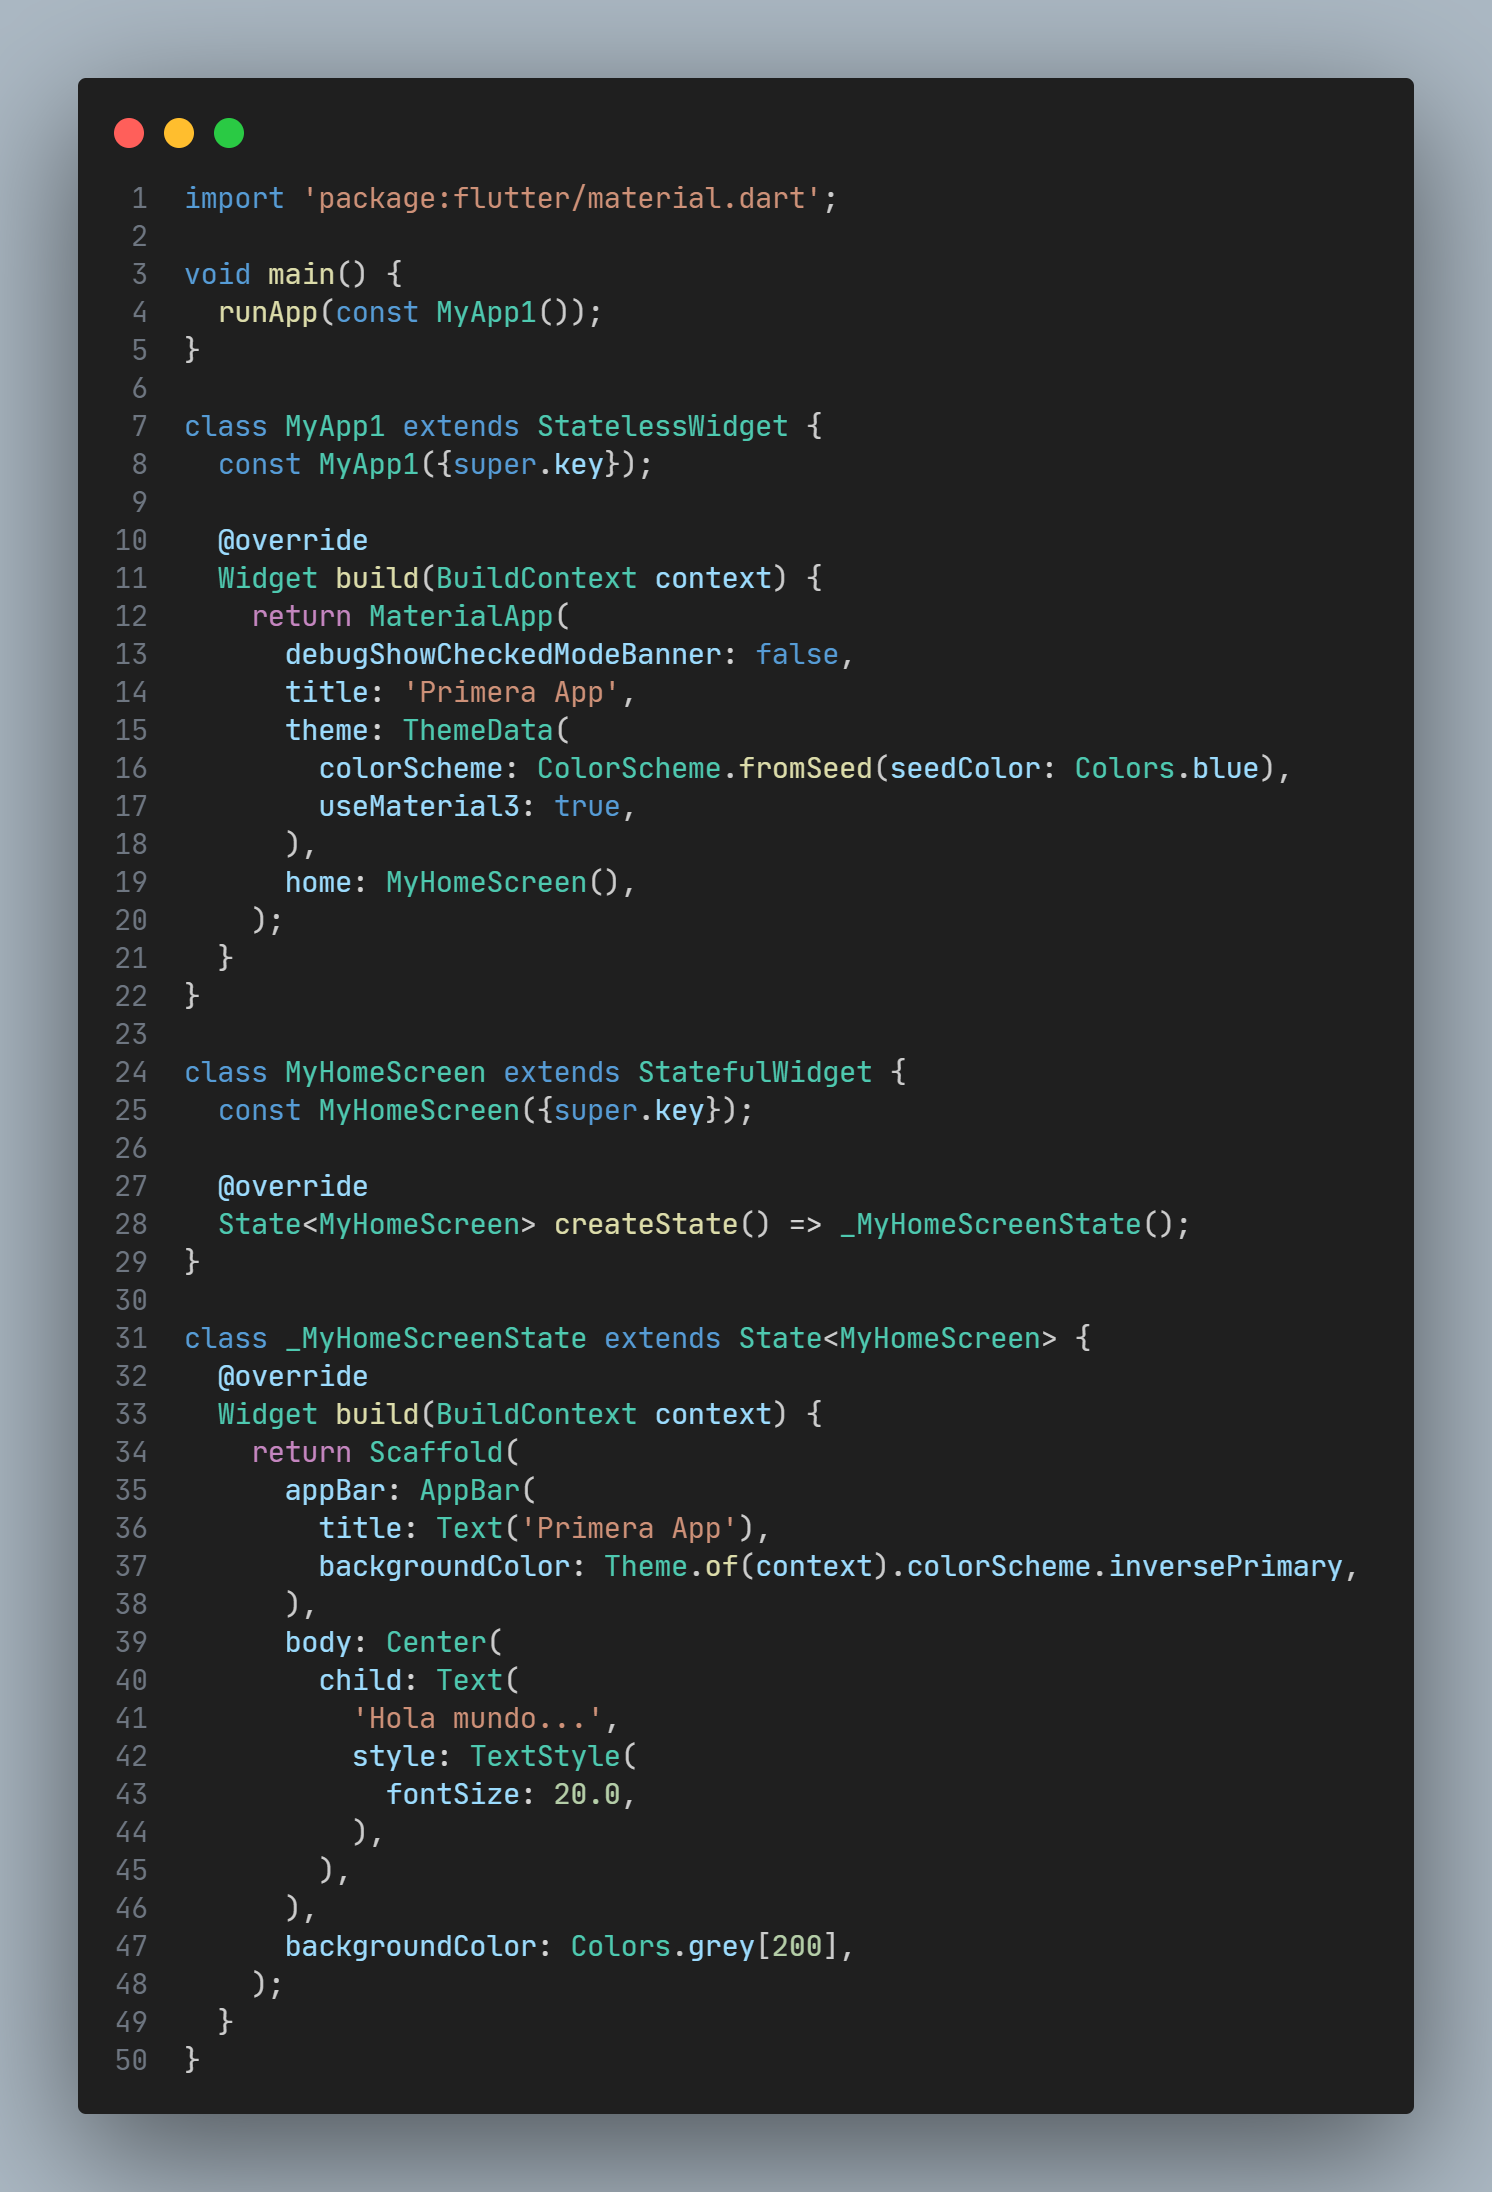 1 import 'package:flutter/material.dart';
2
3 void main() {
4   runApp(const MyApp1());
5 }
6
7 class MyApp1 extends StatelessWidget {
8   const MyApp1({super.key});
9
10   @override
11   Widget build(BuildContext context) {
12     return MaterialApp(
13       debugShowCheckedModeBanner: false,
14       title: 'Primera App',
15       theme: ThemeData(
16         colorScheme: ColorScheme.fromSeed(seedColor: Colors.blue),
17         useMaterial3: true,
18       ),
19       home: MyHomeScreen(),
20     );
21   }
22 }
23
24 class MyHomeScreen extends StatefulWidget {
25   const MyHomeScreen({super.key});
26
27   @override
28   State<MyHomeScreen> createState() => _MyHomeScreenState();
29 }
30
31 class _MyHomeScreenState extends State<MyHomeScreen> {
32   @override
33   Widget build(BuildContext context) {
34     return Scaffold(
35       appBar: AppBar(
36         title: Text('Primera App'),
37         backgroundColor: Theme.of(context).colorScheme.inversePrimary,
38       ),
39       body: Center(
40         child: Text(
41           'Hola mundo...',
42           style: TextStyle(
43             fontSize: 20.0,
44           ),
45         ),
46       ),
47       backgroundColor: Colors.grey[200],
48     );
49   }
50 }